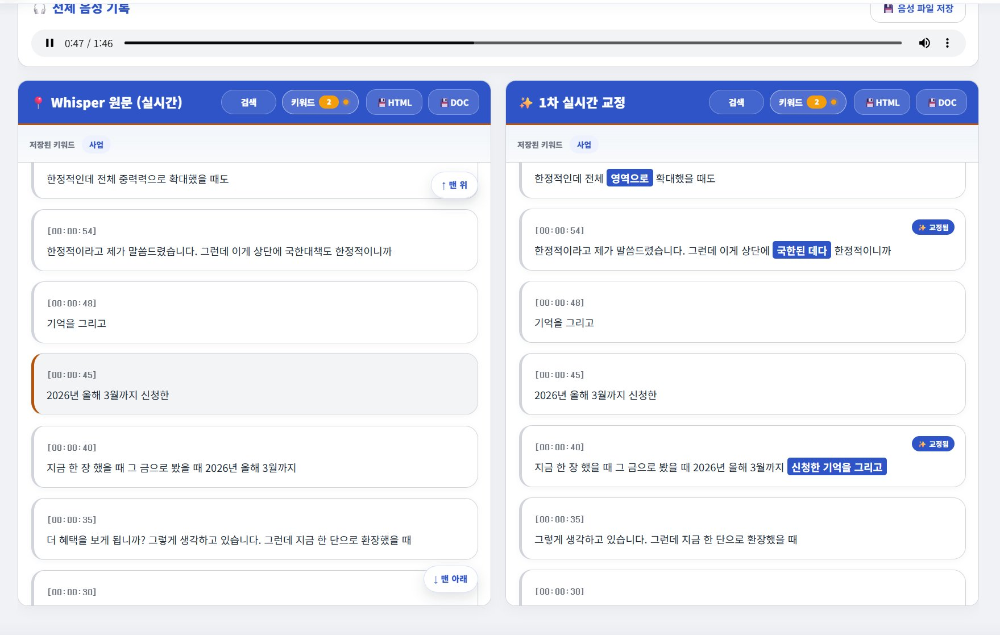 전체 음성 기록
음성 파일 저장
0:47 / 1:46
Whisper 원문 (실시간)
검색
키워드 2
HTML
DOC
저장된 키워드 사업
한정적인데 전체 중력력으로 확대했을 때도
↑ 맨 위
[00:00:54]
한정적이라고 제가 말씀드렸습니다. 그런데 이게 상단에 국한대책도 한정적이니까
[00:00:48]
기억을 그리고
[00:00:45]
2026년 올해 3월까지 신청한
[00:00:40]
지금 한 장 했을 때 그 금으로 봤을 때 2026년 올해 3월까지
[00:00:35]
더 혜택을 보게 됩니까? 그렇게 생각하고 있습니다. 그런데 지금 한 단으로 환장했을 때
↓ 맨 아래
[00:00:30]
1차 실시간 교정
검색
키워드 2
HTML
DOC
저장된 키워드 사업
한정적인데 전체 영역으로 확대했을 때도
[00:00:54]
교정됨
한정적이라고 제가 말씀드렸습니다. 그런데 이게 상단에 국한된 데다 한정적이니까
[00:00:48]
기억을 그리고
[00:00:45]
2026년 올해 3월까지 신청한
[00:00:40]
교정됨
지금 한 장 했을 때 그 금으로 봤을 때 2026년 올해 3월까지 신청한 기억을 그리고
[00:00:35]
그렇게 생각하고 있습니다. 그런데 지금 한 단으로 환장했을 때
[00:00:30]